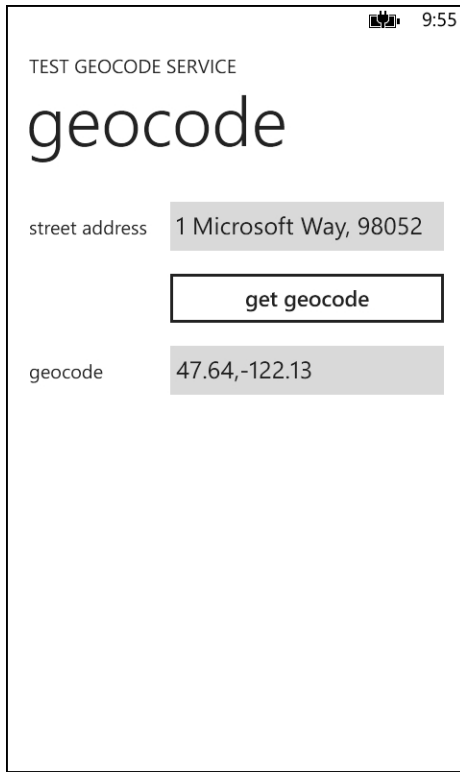 9:55
TEST GEOCODE SERVICE
geocode
street address 1 Microsoft Way, 98052
get geocode
geocode 47.64,-122.13